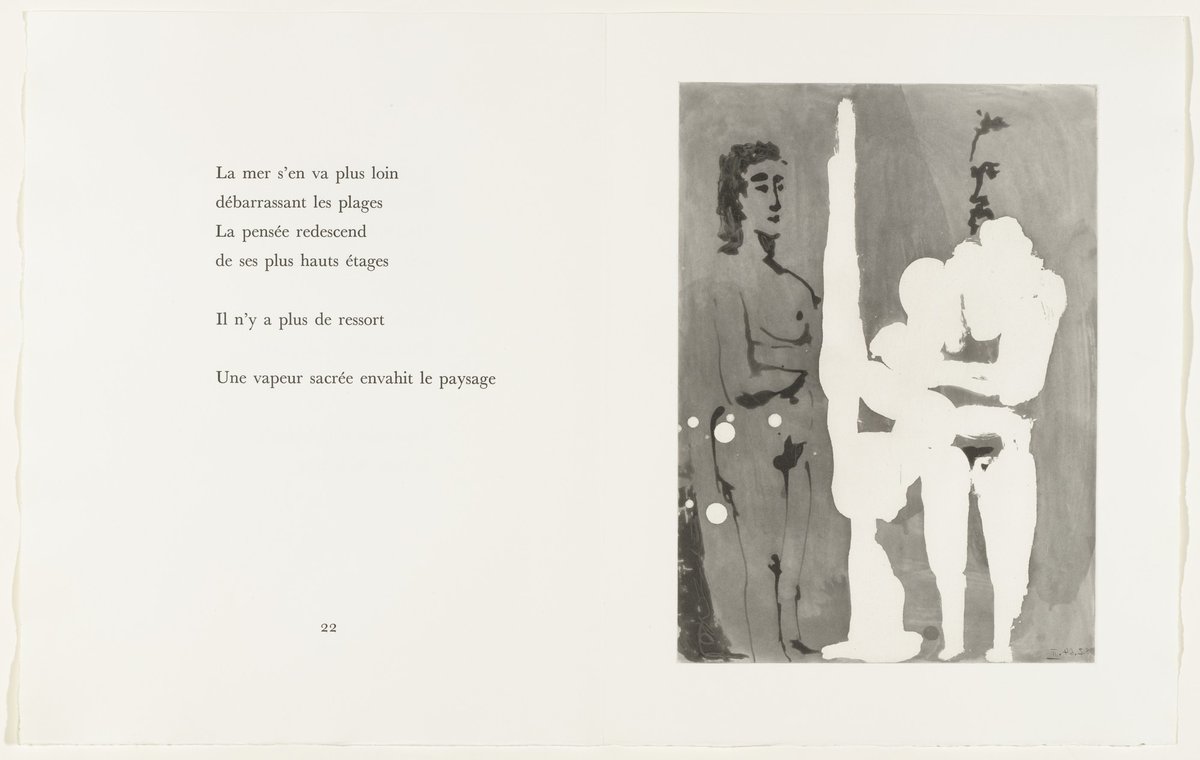 La mer s'en va plus loin
débarrassant les plages
La pensée redescend
de ses plus hauts étages
Il n'y a plus de ressort
Une vapeur sacrée envahit le paysage
22